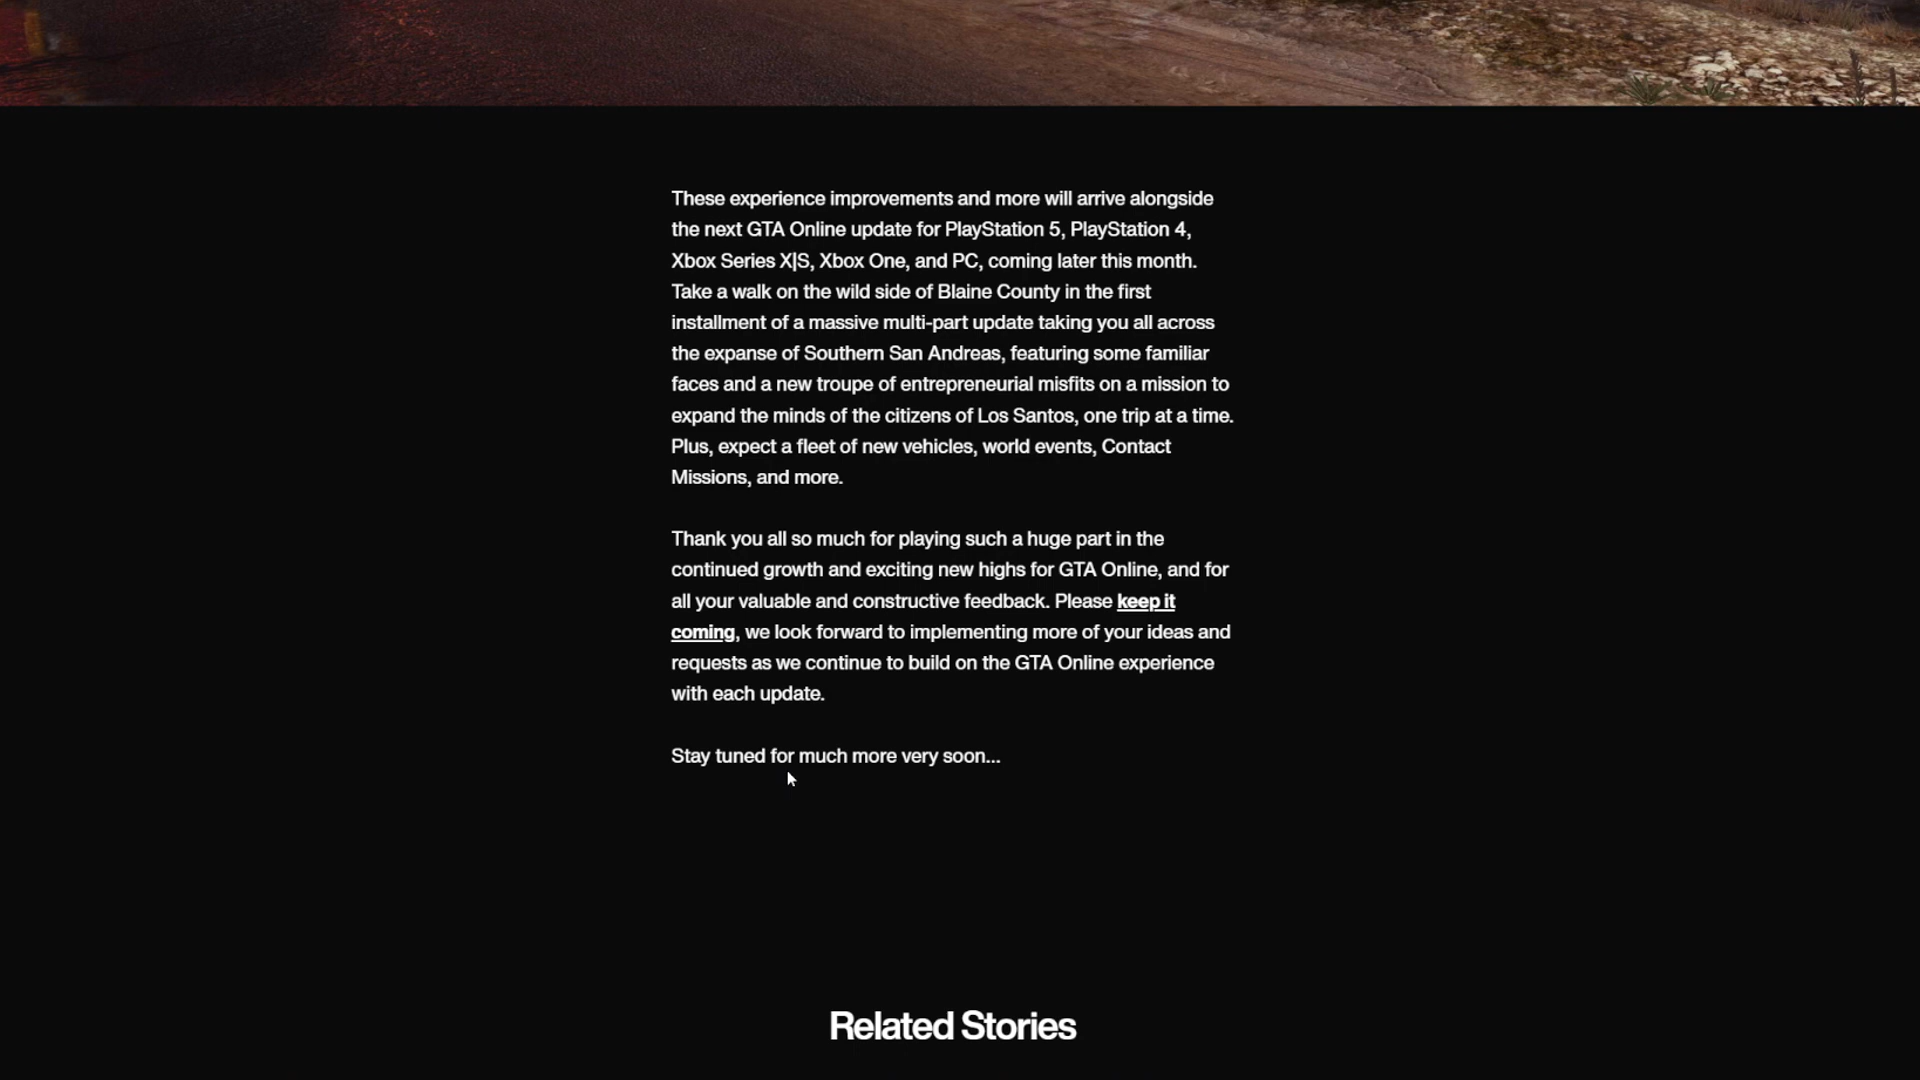 These experience improvements and more will arrive alongside
the next GTA Online update for PlayStation 5, PlayStation 4,
Xbox Series X|S, Xbox One, and PC, coming later this month.
Take a walk on the wild side of Blaine County in the first
installment of a massive multi-part update taking you all across
the expanse of Southern San Andreas, featuring some familiar
faces and a new troupe of entrepreneurial misfits on a mission to
expand the minds of the citizens of Los Santos, one trip at a time.
Plus, expect a fleet of new vehicles, world events, Contact
Missions, and more.
Thank you all so much for playing such a huge part in the
continued growth and exciting new highs for GTA Online, and for
all your valuable and constructive feedback. Please keep it
coming, we look forward to implementing more of your ideas and
requests as we continue to build on the GTA Online experience
with each update.
Stay tuned for much more very soon...
Related Stories